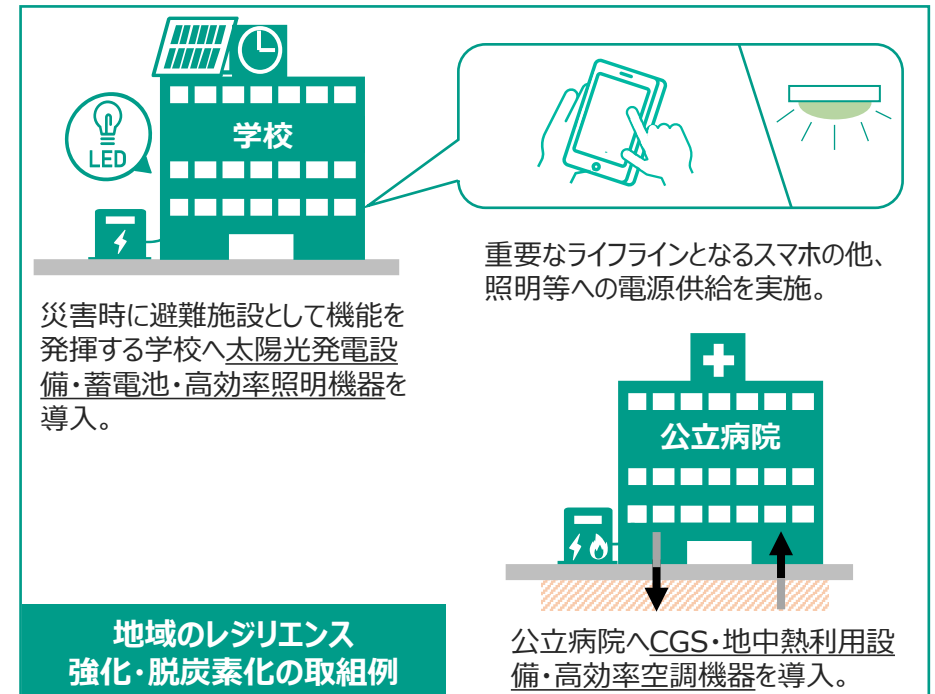 学校
LED
重要なライフラインとなるスマホの他、
照明等への電源供給を実施。
災害時に避難施設として機能を
発揮する学校へ太陽光発電設
備・蓄電池・高効率照明機器を
導入。
公立病院
地域のレジリエンス
強化・脱炭素化の取組例
公立病院へCGS・地中熱利用設
備・高効率空調機器を導入。